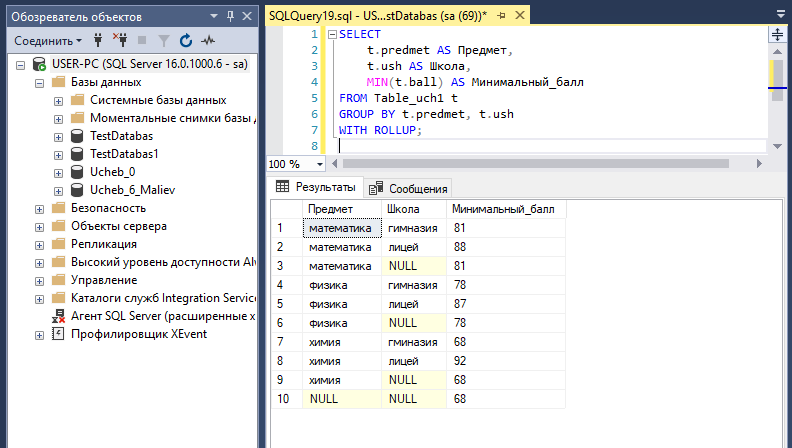 Обозреватель объектов
Соединить
USER-PC (SQL Server 16.0.1000.6 - sa)
Базы данных
Системные базы данных
Моментальные снимки базы д
TestDatabas
TestDatabas1
Ucheb_0
Ucheb_6_Maliev
Безопасность
Объекты сервера
Репликация
Высокий уровень доступности Al
Управление
Каталоги служб Integration Service
Агент SQL Server (расширенные х
Профилировщик XEvent
SQLQuery19.sql - US...stDatabas (sa (69))*
1 SELECT
2 t.predmet AS Предмет,
3 t.ush AS Школа,
4 MIN(t.ball) AS Минимальный_балл
5 FROM Table_uch1 t
6 GROUP BY t.predmet, t.ush
7 WITH ROLLUP;
8
100 %
Результаты Сообщения
Предмет Школа Минимальный_балл
1 математика гимназия 81
2 математика лицей 88
3 математика NULL 81
4 физика гимназия 78
5 физика лицей 87
6 физика NULL 78
7 химия гминазия 68
8 химия лицей 92
9 химия NULL 68
10 NULL NULL 68